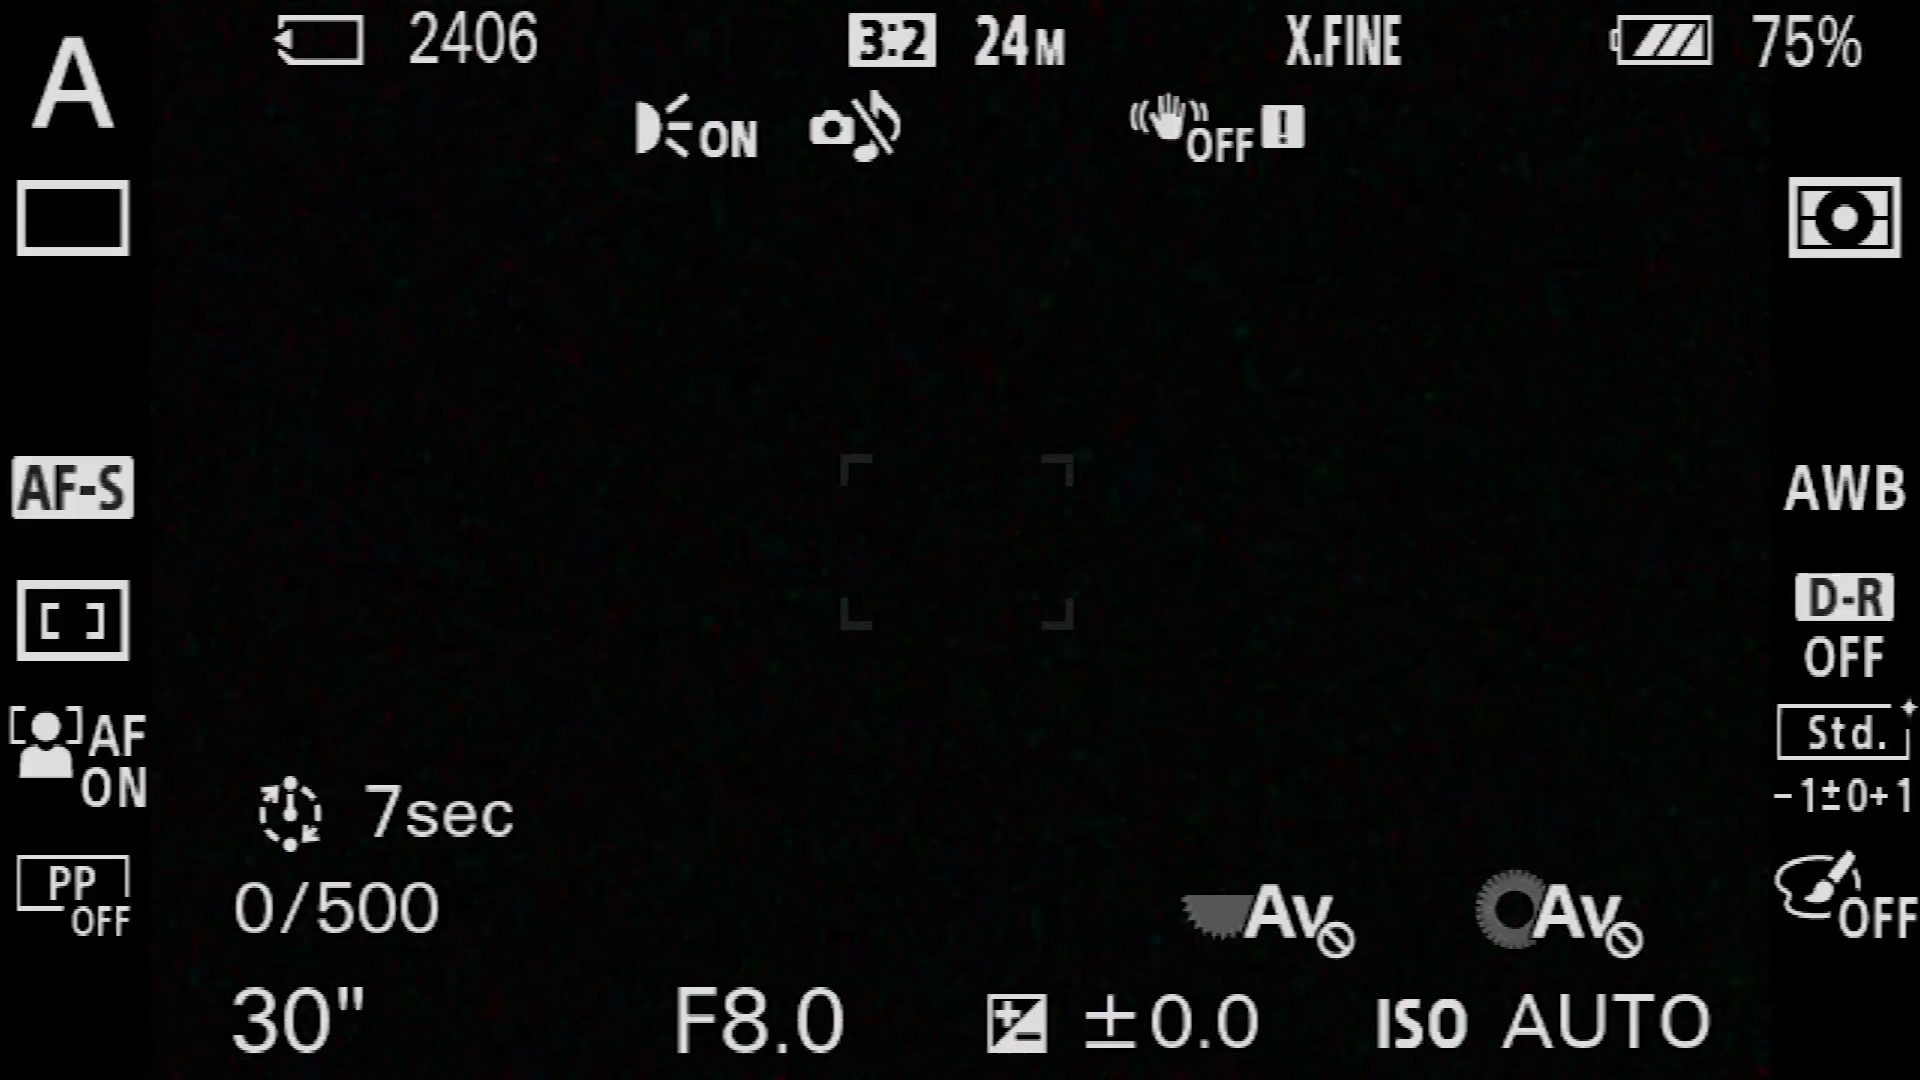 A
2406
3:2
24M
X.FINE
75%
ON
OFF !
AF-S
AWB
D-R
OFF
AF
ON
Std.
-1±0+1
7sec
PP
OFF
0/500
Av
Av
OFF
30"
F8.0
±0.0
ISO AUTO